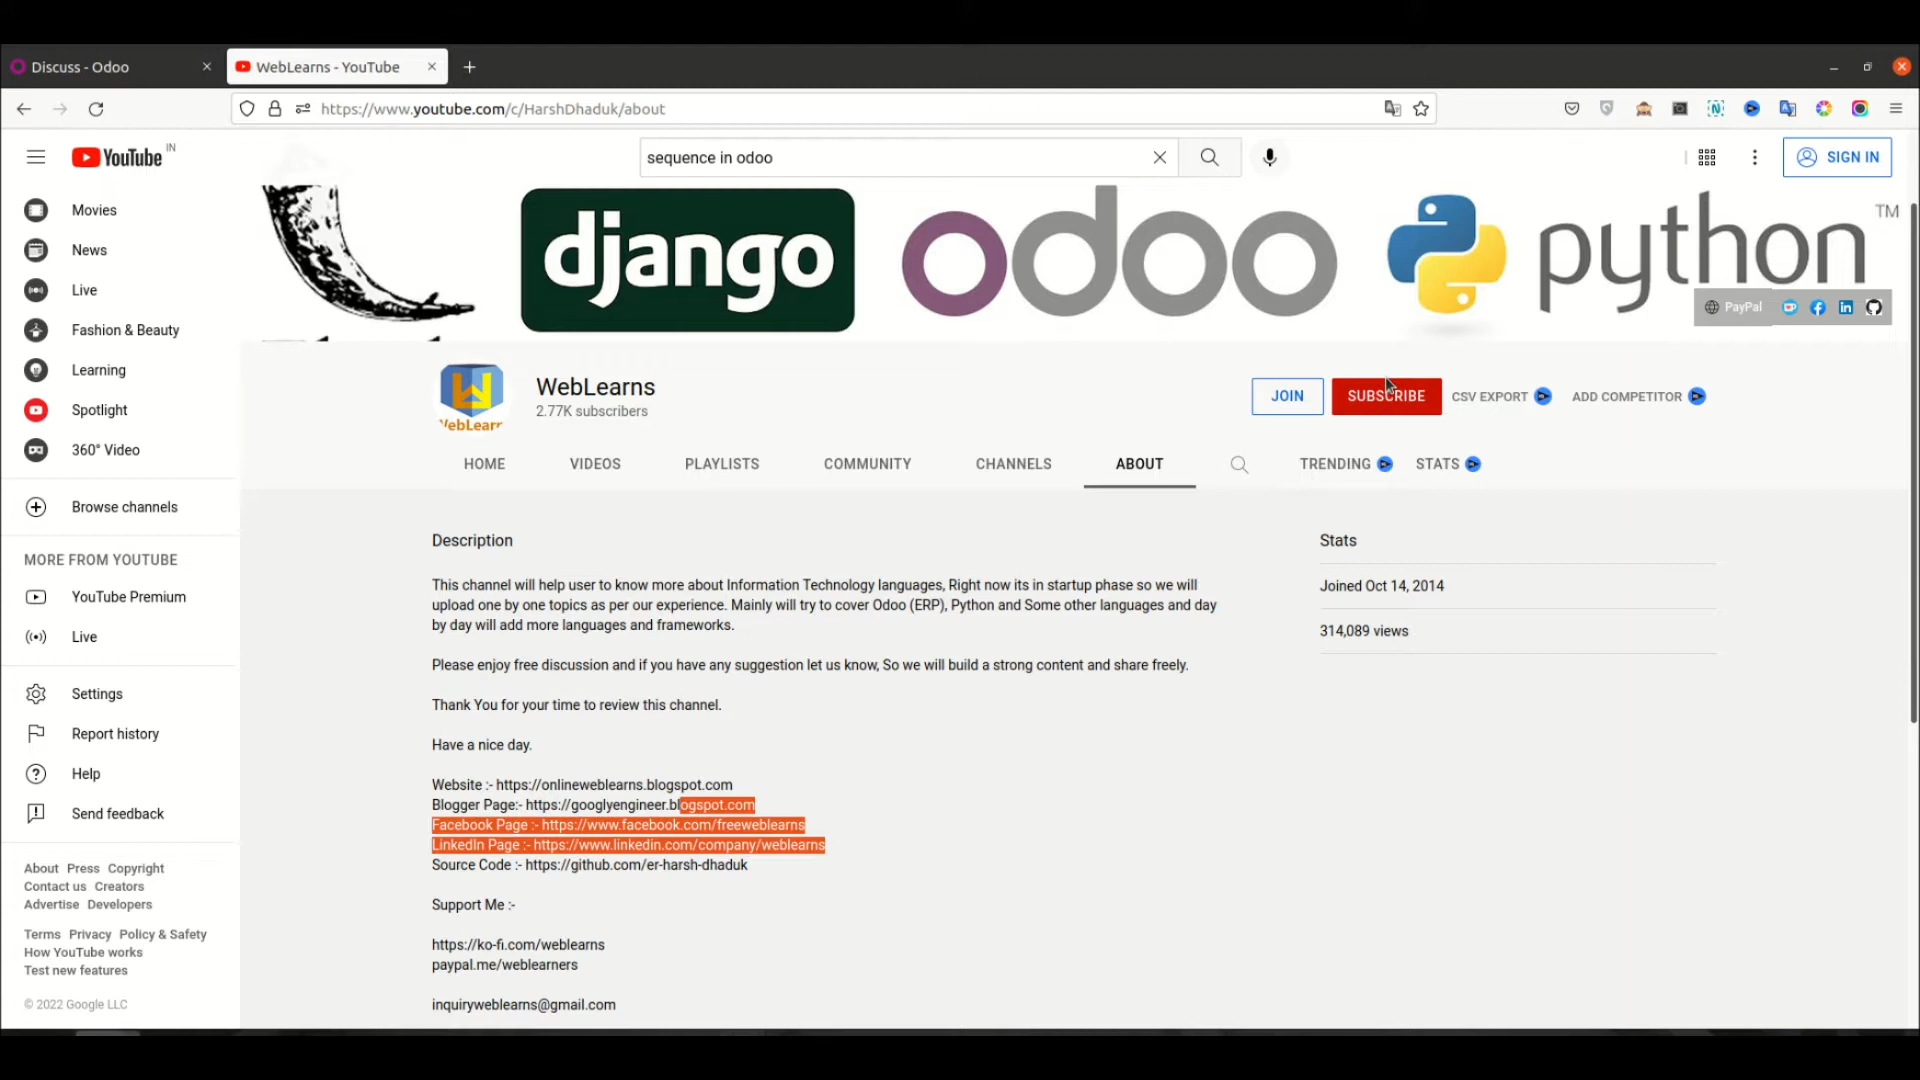 Discuss - Odoo
WebLearns - YouTube
https://www.youtube.com/c/HarshDhaduk/about
YouTube IN
sequence in odoo
SIGN IN
Movies
News
Live
Fashion & Beauty
Learning
Spotlight
360° Video
Browse channels
MORE FROM YOUTUBE
YouTube Premium
Live
Settings
Report history
Help
Send feedback
About Press Copyright
Contact us Creators
Advertise Developers
Terms Privacy Policy & Safety
How YouTube works
Test new features
© 2022 Google LLC
django
odoo
python TM
PayPal
WebLearns
2.77K subscribers
JOIN
SUBSCRIBE
CSV EXPORT
ADD COMPETITOR
HOME
VIDEOS
PLAYLISTS
COMMUNITY
CHANNELS
ABOUT
TRENDING
STATS
Description
This channel will help user to know more about Information Technology languages, Right now its in startup phase so we will
upload one by one topics as per our experience. Mainly will try to cover Odoo (ERP), Python and Some other languages and day
by day will add more languages and frameworks.
Please enjoy free discussion and if you have any suggestion let us know, So we will build a strong content and share freely.
Thank You for your time to review this channel.
Have a nice day.
Website :- https://onlineweblearns.blogspot.com
Blogger Page:- https://googlyengineer.blogspot.com
Facebook Page :- https://www.facebook.com/freeweblearns
LinkedIn Page :- https://www.linkedin.com/company/weblearns
Source Code :- https://github.com/er-harsh-dhaduk
Support Me :-
https://ko-fi.com/weblearns
paypal.me/weblearners
inquiryweblearns@gmail.com
Stats
Joined Oct 14, 2014
314,089 views